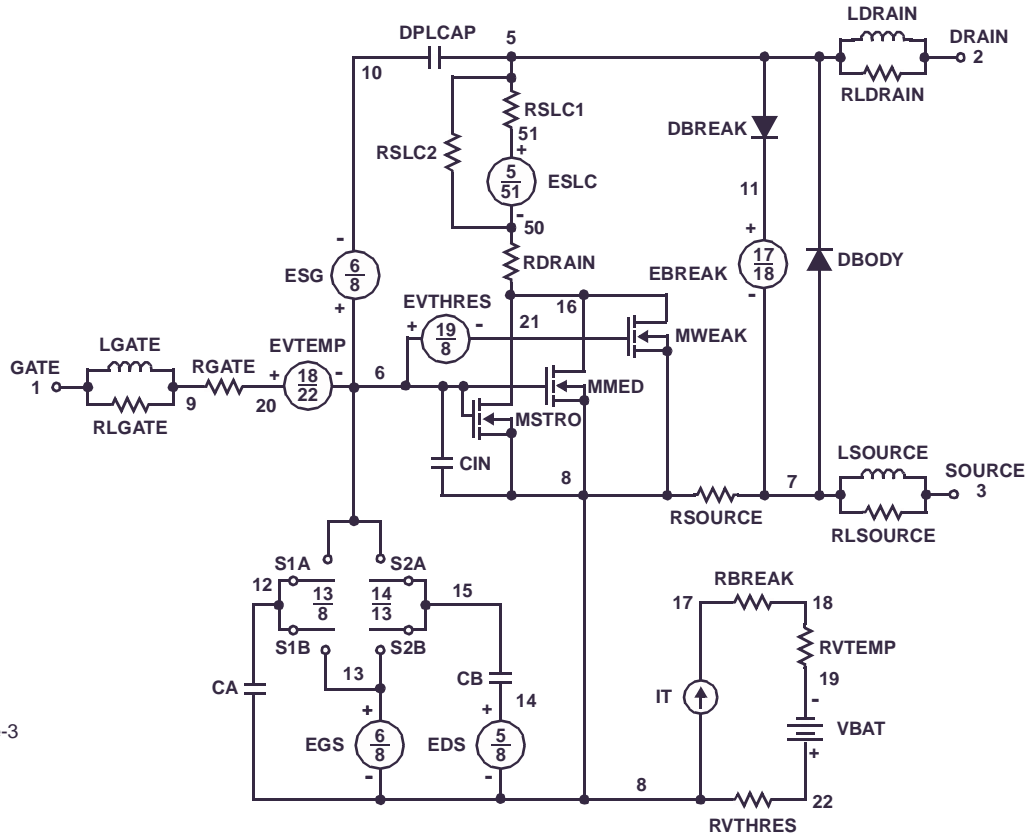 LDRAIN
DPLCAP 5 DRAIN
10 2
RLDRAIN
RSLC1
51
+
DBREAK
RSLC2
5
51
ESLC
11
-
50
+
-
RDRAIN
17
18
EBREAK
DBODY
ESG
6
8
16
-
+
EVTHRES
+ 19
8
- 21
MWEAK
LGATE
EVTEMP
GATE
1
RGATE
+ 18
22
- 6
MMED
9 20
MSTRO
RLGATE
LSOURCE
CIN
8 7
SOURCE
3
RSOURCE
RLSOURCE
S1A S2A
12
13
8
14
13
15
RBREAK
17 18
S1B S2B
RVTEMP
13
CA
CB
19
IT
14
-
+ +
VBAT
-3
EGS
6
8
EDS
5
8
+
- -
8
22
RVTHRES